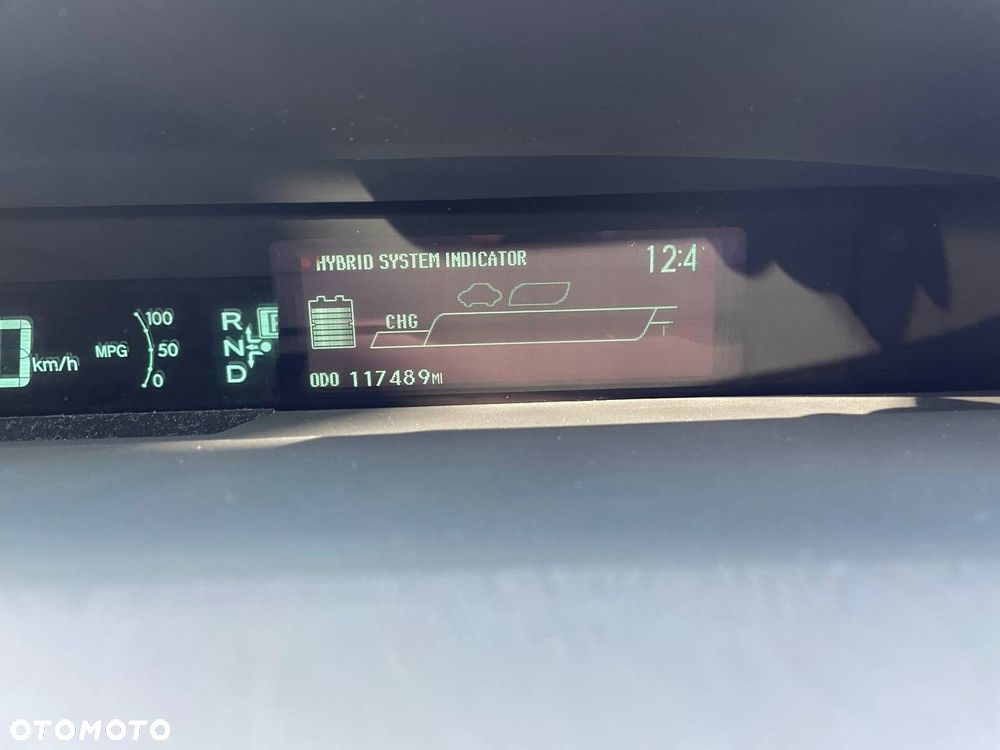 HYBRID SYSTEM INDICATOR 12:4
100
R
CHG
MPG 50 N
km/h
0 D
ODO 117489MI
OTOMOTO